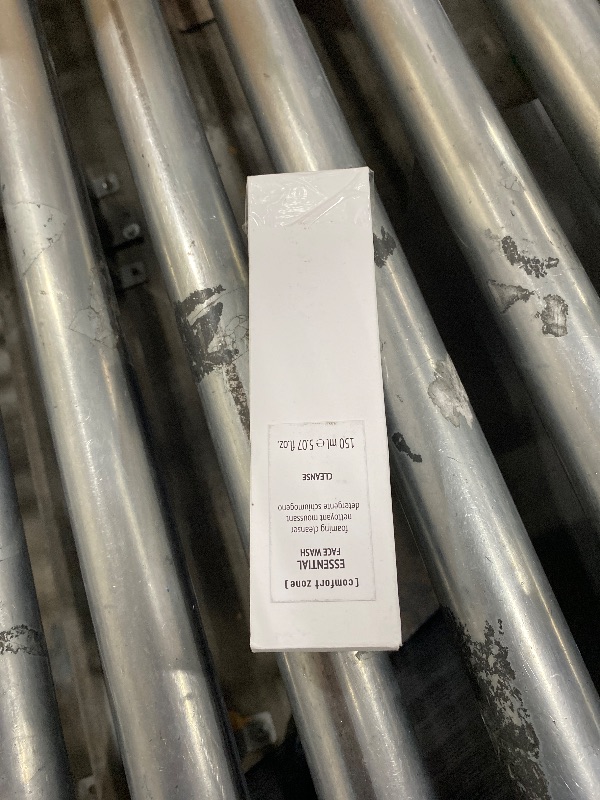 [ comfort zone ]
ESSENTIAL
FACE WASH
foaming cleanser
nettoyant moussant
detergente schiumogeno
CLEANSE
150 ml ℮ 5.07 fl.oz.